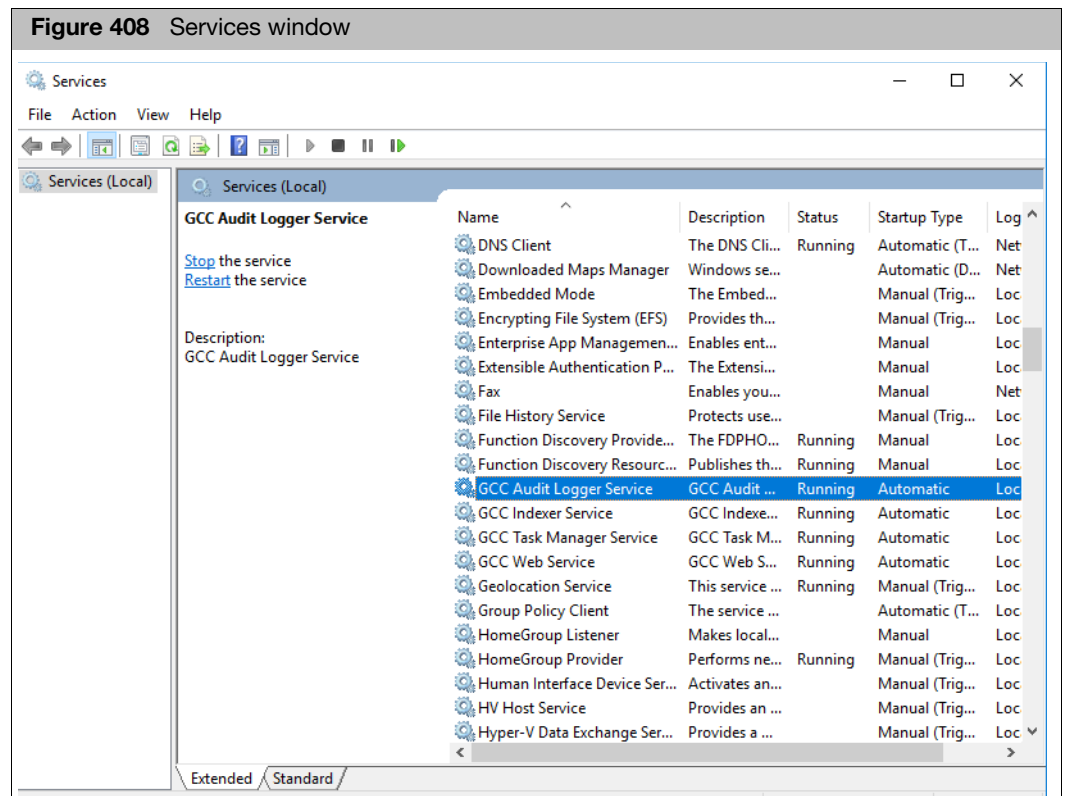 Figure 408 Services window
Services
File Action View Help
Services (Local)
Services (Local)
GCC Audit Logger Service
Stop the service
Restart the service
Description:
GCC Audit Logger Service
Name Description Status Startup Type Log
DNS Client The DNS Cli... Running Automatic (T... Net
Downloaded Maps Manager Windows se... Automatic (D... Net
Embedded Mode The Embed... Manual (Trig... Loc
Encrypting File System (EFS) Provides th... Manual (Trig... Loc
Enterprise App Managemen... Enables ent... Manual Loc
Extensible Authentication P... The Extensi... Manual Loc
Fax Enables you... Manual Net
File History Service Protects use... Manual (Trig... Loc
Function Discovery Provide... The FDPHO... Running Manual Loc
Function Discovery Resourc... Publishes th... Running Manual Loc
GCC Audit Logger Service GCC Audit ... Running Automatic Loc
GCC Indexer Service GCC Indexe... Running Automatic Loc
GCC Task Manager Service GCC Task M... Running Automatic Loc
GCC Web Service GCC Web S... Running Automatic Loc
Geolocation Service This service ... Running Manual (Trig... Loc
Group Policy Client The service ... Automatic (T... Loc
HomeGroup Listener Makes local... Manual Loc
HomeGroup Provider Performs ne... Running Manual (Trig... Loc
Human Interface Device Ser... Activates an... Manual (Trig... Loc
HV Host Service Provides an ... Manual (Trig... Loc
Hyper-V Data Exchange Ser... Provides a ... Manual (Trig... Loc
Extended Standard